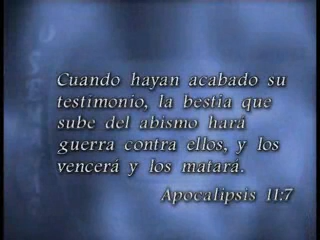 Cuando hayan acabado su
testimonio, la bestia que
sube del abismo hará
guerra contra ellos, y los
vencerá y los matará.
Apocalipsis 11:7